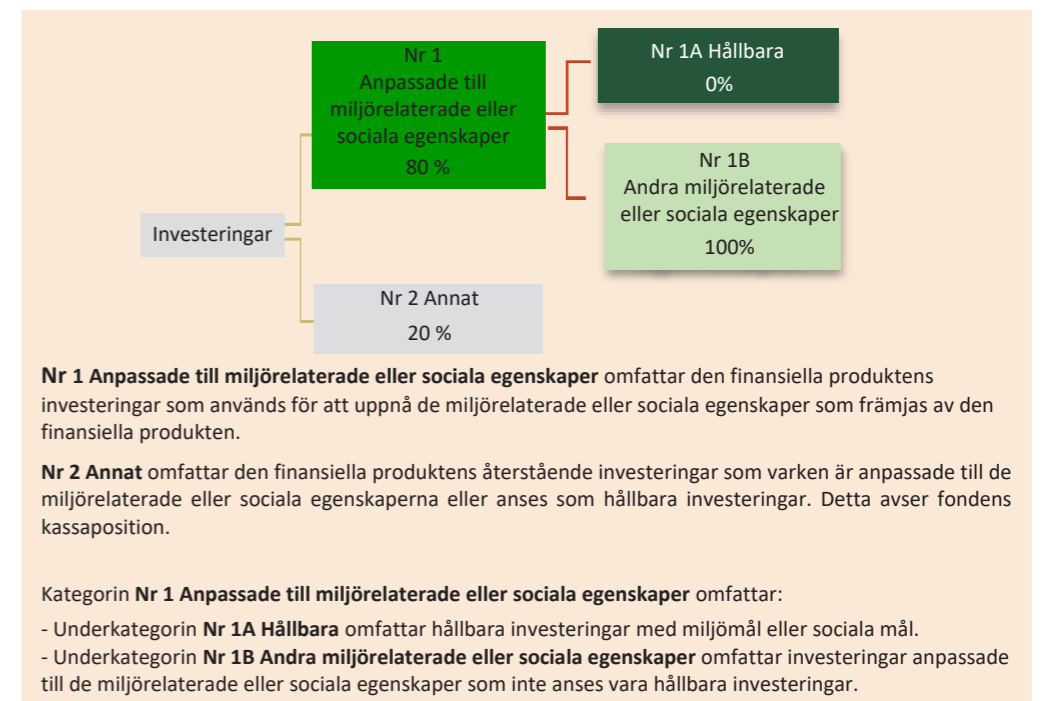 Nr 1
Anpassade till
miljörelaterade eller
sociala egenskaper
80 %
Nr 1A Hållbara
0%
Nr 1B
Andra miljörelaterade
eller sociala egenskaper
100%
Investeringar
Nr 2 Annat
20 %
Nr 1 Anpassade till miljörelaterade eller sociala egenskaper omfattar den finansiella produktens
investeringar som används för att uppnå de miljörelaterade eller sociala egenskaper som främjas av den
finansiella produkten.
Nr 2 Annat omfattar den finansiella produktens återstående investeringar som varken är anpassade till de
miljörelaterade eller sociala egenskaperna eller anses som hållbara investeringar. Detta avser fondens
kassaposition.
Kategorin Nr 1 Anpassade till miljörelaterade eller sociala egenskaper omfattar:
- Underkategorin Nr 1A Hållbara omfattar hållbara investeringar med miljömål eller sociala mål.
- Underkategorin Nr 1B Andra miljörelaterade eller sociala egenskaper omfattar investeringar anpassade
till de miljörelaterade eller sociala egenskaper som inte anses vara hållbara investeringar.